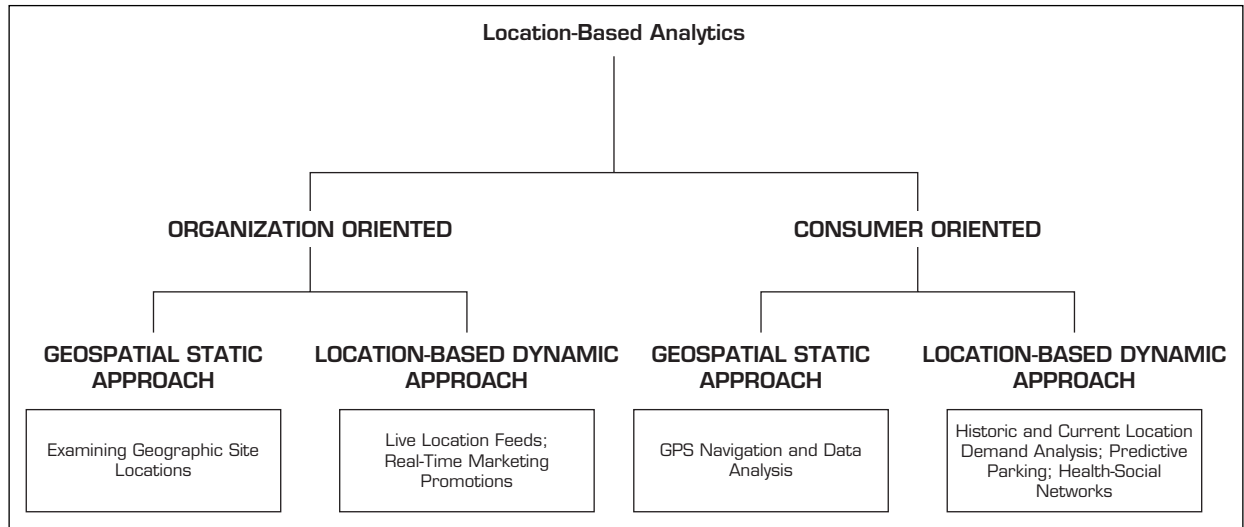 Location-Based Analytics
ORGANIZATION ORIENTED
CONSUMER ORIENTED
GEOSPATIAL STATIC
APPROACH
LOCATION-BASED DYNAMIC
APPROACH
GEOSPATIAL STATIC
APPROACH
LOCATION-BASED DYNAMIC
APPROACH
Examining Geographic Site
Locations
Live Location Feeds;
Real-Time Marketing
Promotions
GPS Navigation and Data
Analysis
Historic and Current Location
Demand Analysis; Predictive
Parking; Health-Social
Networks